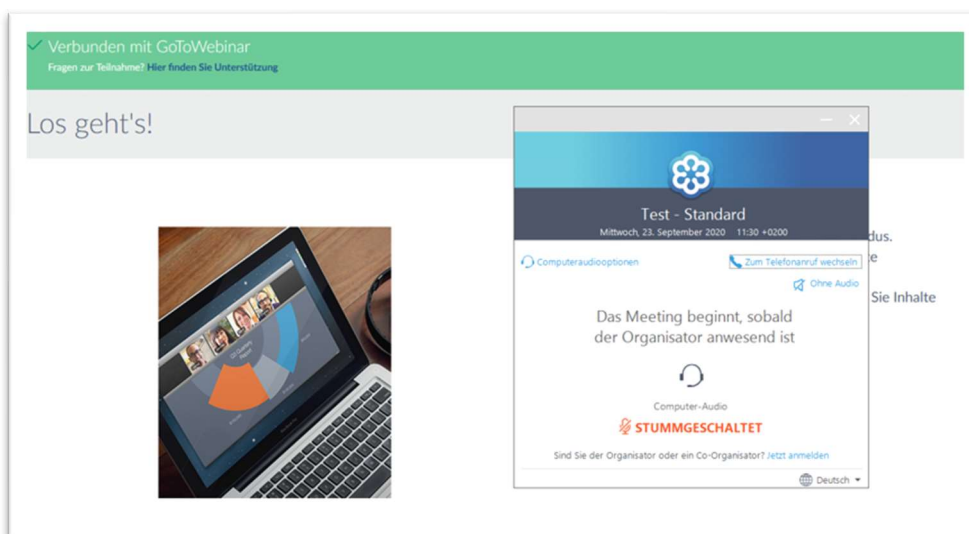 Verbunden mit GoToWebinar
Fragen zur Teilnahme? Hier finden Sie Unterstützung
Los geht's!
Test - Standard
Mittwoch, 23. September 2020 11:30 +0200
dus.
Computeraudiooptionen
Zum Telefonanruf wechseln
e
Ohne Audio
Sie Inhalte
Das Meeting beginnt, sobald
der Organisator anwesend ist
Computer-Audio
STUMMGESCHALTET
Sind Sie der Organisator oder ein Co-Organisator? Jetzt anmelden
Deutsch